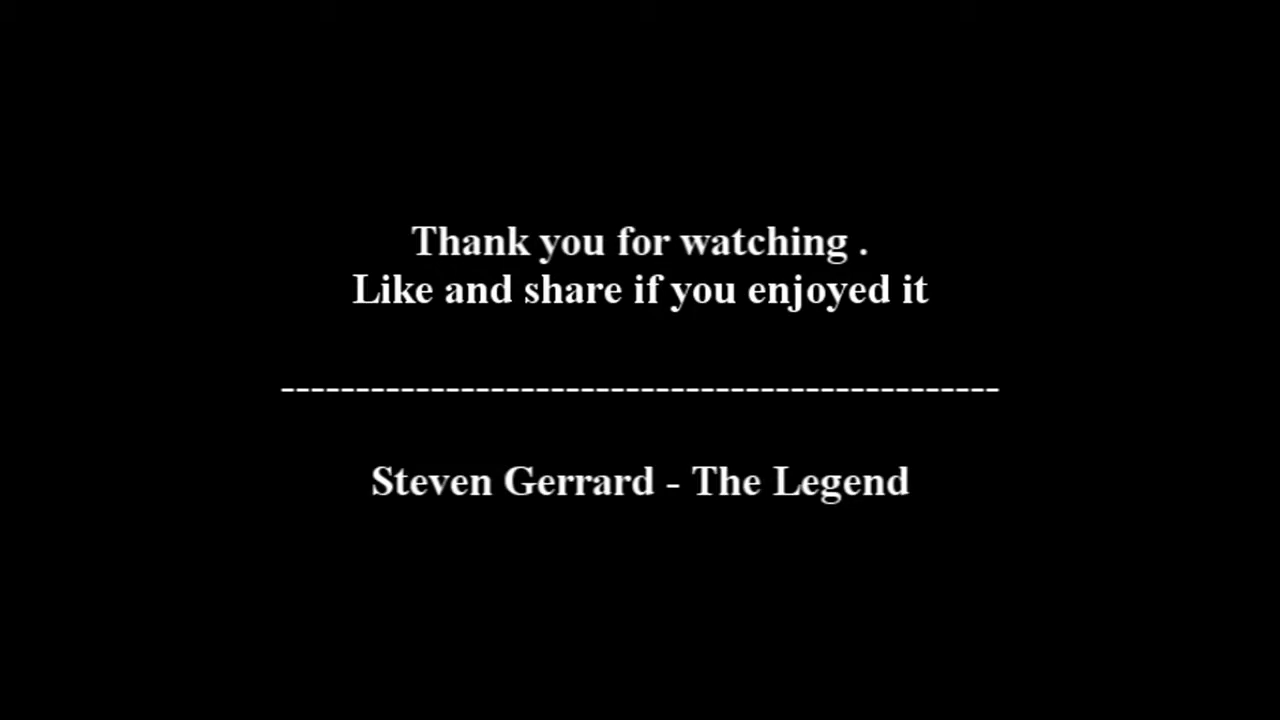 Thank you for watching .
Like and share if you enjoyed it
------------------------------------------------
Steven Gerrard - The Legend